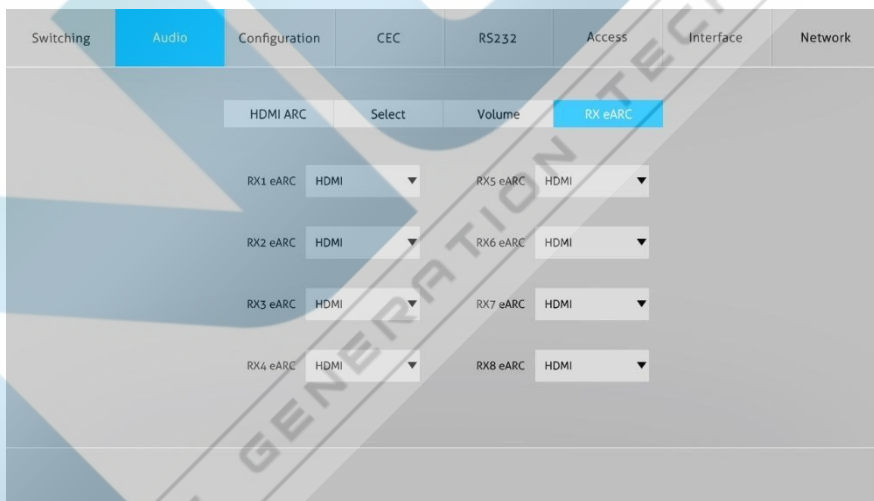 Switching Audio Configuration CEC RS232 Access Interface Network
HDMI ARC Select Volume RX eARC
RX1 eARC HDMI RX5 eARC HDMI
RX2 eARC HDMI RX6 eARC HDMI
RX3 eARC HDMI RX7 eARC HDMI
RX4 eARC HDMI RX8 eARC HDMI
GENERATION TECH